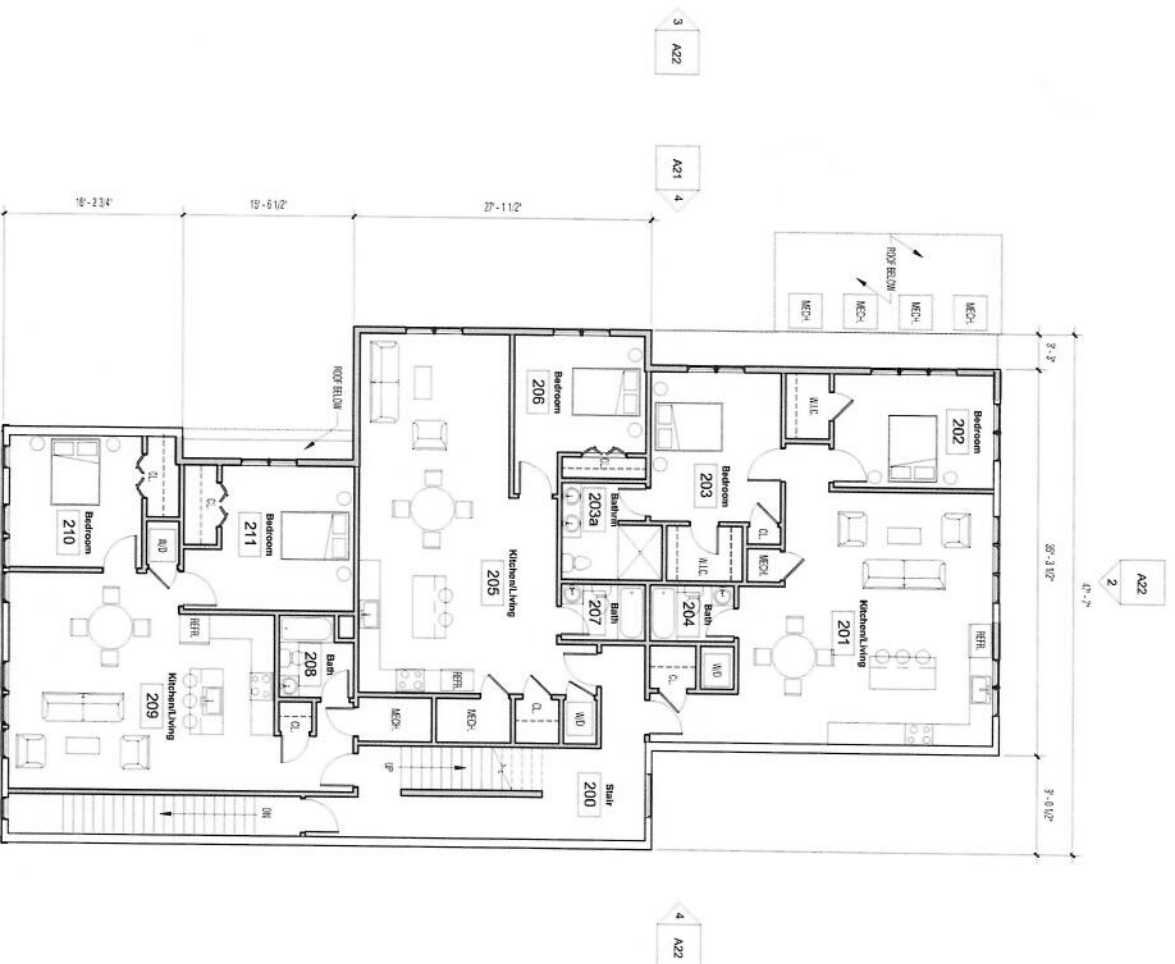 3
A22
A21
4
A22
2
4
A22
16' - 2 3/4"
15' - 6 1/2"
27' - 1 1/2"
3' - 3"
35' - 3 1/2"
9' - 0 1/2"
47' - 7"
ROOF BELOW
MECH.
MECH.
MECH.
MECH.
Bedroom
202
W.I.C.
Bedroom
203
CL.
MECH.
W.I.C.
Bathrm
203a
Bath
204
Kitchen/Living
201
REFR.
W/D
CL.
Bedroom
206
CL.
Kitchen/Living
205
Bath
207
REFR.
W/D
CL.
MECH.
MECH.
Stair
200
UP
DN
ROOF BELOW
Bedroom
211
CL.
CL.
Bedroom
210
W/D
REFR.
Bath
208
CL.
Kitchen/Living
209